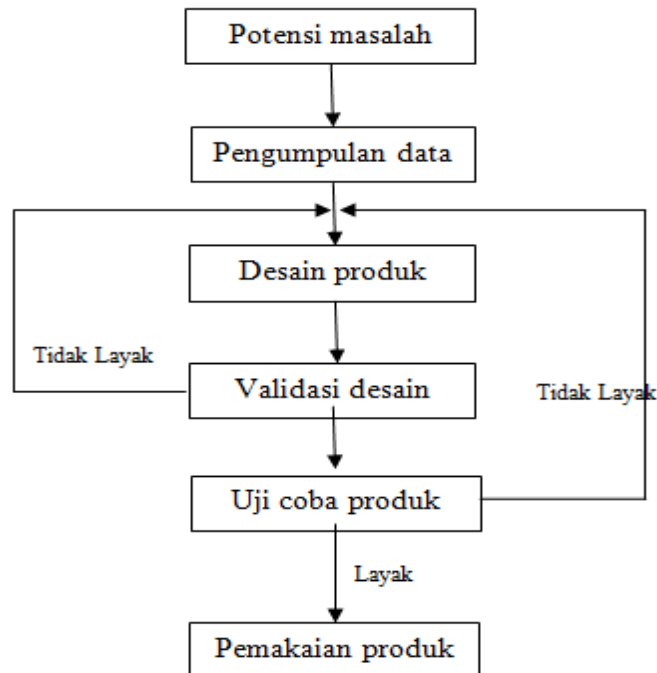 Potensi masalah
Pengumpulan data
Desain produk
Tidak Layak
Validasi desain
Tidak Layak
Uji coba produk
Layak
Pemakaian produk